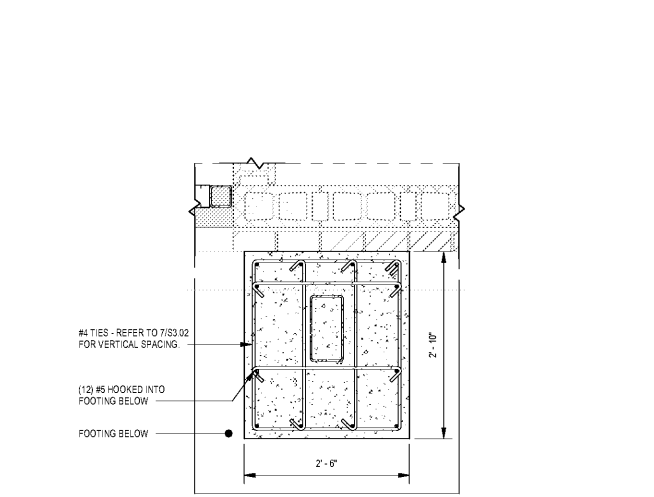 #4 TIES - REFER TO 7/S3.02
FOR VERTICAL SPACING.
2' - 10"
(12) #5 HOOKED INTO
FOOTING BELOW
FOOTING BELOW
2' - 6"